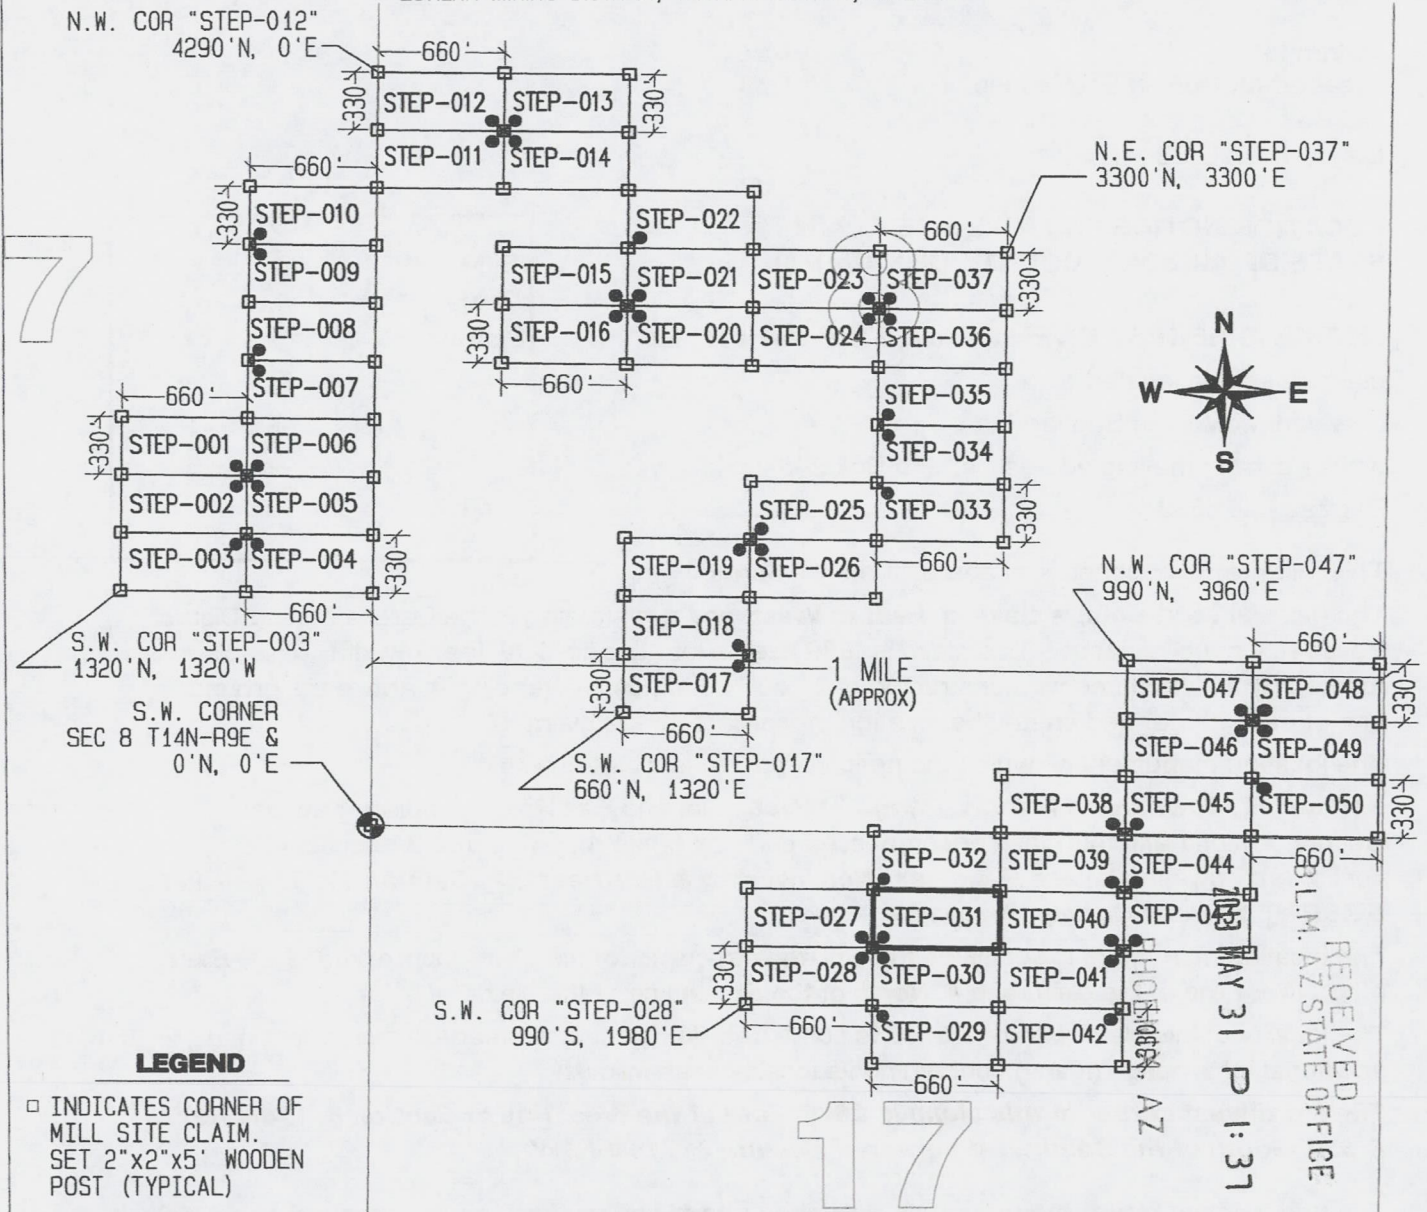 N.W. COR "STEP-012"
4290'N, 0'E
660'
330'
STEP-012 STEP-013
330'
STEP-011 STEP-014
N.E. COR "STEP-037"
3300'N, 3300'E
660'
330'
STEP-010
STEP-009
STEP-008
STEP-007
7
STEP-022
660'
STEP-015 STEP-021 STEP-023 STEP-037
330'
STEP-016 STEP-020 STEP-024 STEP-036
330'
660'
STEP-035
STEP-034
N
W E
S
660'
330'
STEP-001 STEP-006
STEP-002 STEP-005
STEP-003 STEP-004
330'
660'
STEP-025 STEP-033
330'
STEP-019 STEP-026
660'
STEP-018
STEP-017
330'
660'
S.W. COR "STEP-003"
1320'N, 1320'W
S.W. CORNER
SEC 8 T14N-R9E &
0'N, 0'E
1 MILE
(APPROX)
S.W. COR "STEP-017"
660'N, 1320'E
N.W. COR "STEP-047"
990'N, 3960'E
660'
STEP-047 STEP-048
330'
STEP-046 STEP-049
STEP-038 STEP-045 STEP-050
330'
660'
STEP-032 STEP-039 STEP-044
STEP-027 STEP-031 STEP-040 STEP-043
STEP-028 STEP-030 STEP-041
330'
660'
STEP-029 STEP-042
660'
S.W. COR "STEP-028"
990'S, 1980'E
17
LEGEND
INDICATES CORNER OF
MILL SITE CLAIM.
SET 2"x2"x5' WOODEN
POST (TYPICAL)
RECEIVED
B.L.M. AZ STATE OFFICE
MAY 31 P 1: 37
AZ